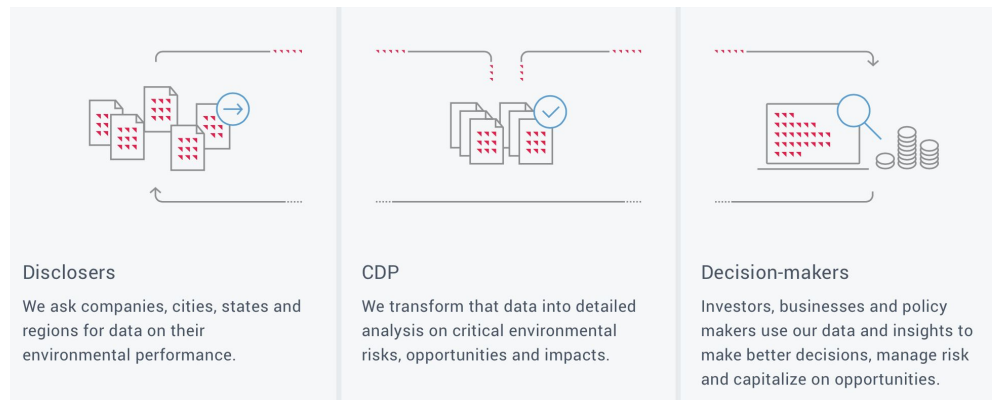 Disclosers
We ask companies, cities, states and
regions for data on their
environmental performance.
CDP
We transform that data into detailed
analysis on critical environmental
risks, opportunities and impacts.
Decision-makers
Investors, businesses and policy
makers use our data and insights to
make better decisions, manage risk
and capitalize on opportunities.